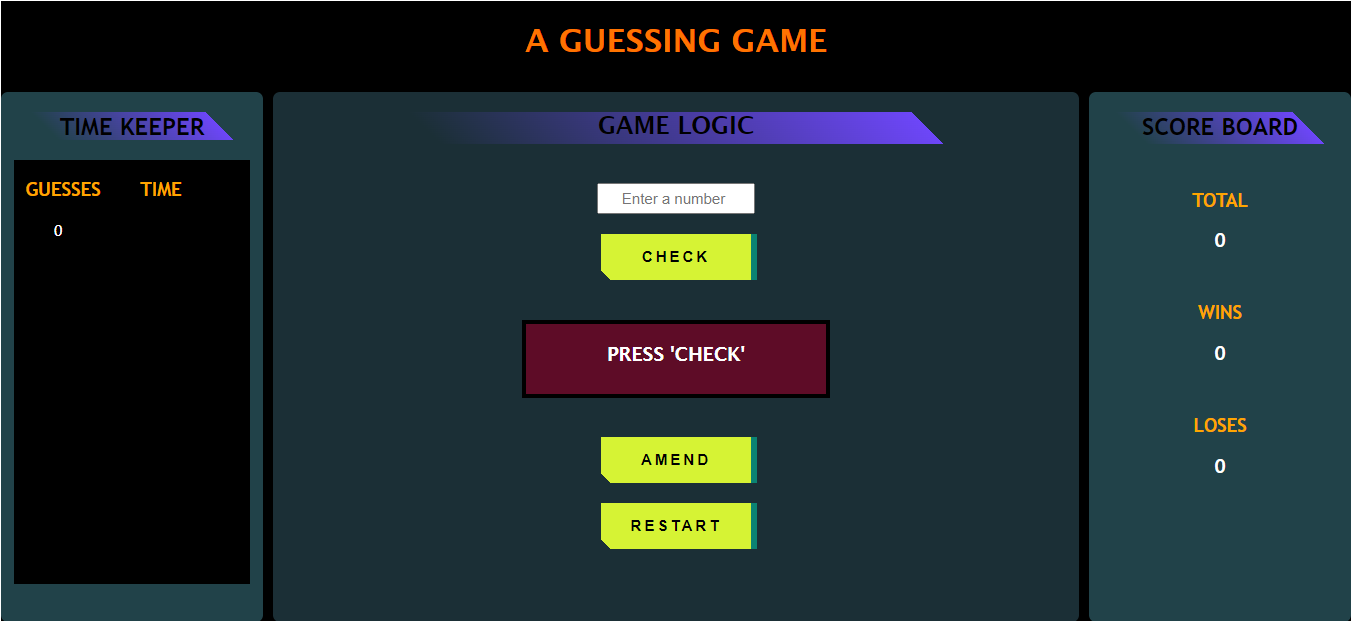 A GUESSING GAME
TIME KEEPER
GUESSES TIME
0
GAME LOGIC
Enter a number
CHECK
PRESS 'CHECK'
AMEND
RESTART
SCORE BOARD
TOTAL
0
WINS
0
LOSES
0